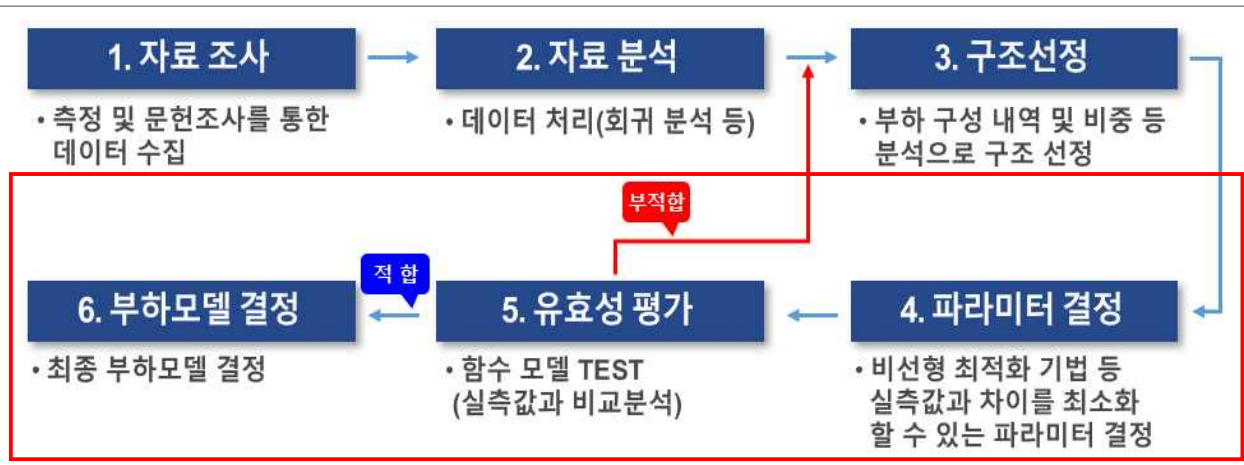 1. 자료 조사
2. 자료 분석
3. 구조선정
• 측정 및 문헌조사를 통한
데이터 수집
• 데이터 처리(회귀 분석 등)
• 부하 구성 내역 및 비중 등
분석으로 구조 선정
부적합
적 합
6. 부하모델 결정
5. 유효성 평가
4. 파라미터 결정
• 최종 부하모델 결정
• 함수 모델 TEST
(실측값과 비교분석)
• 비선형 최적화 기법 등
실측값과 차이를 최소화
할 수 있는 파라미터 결정